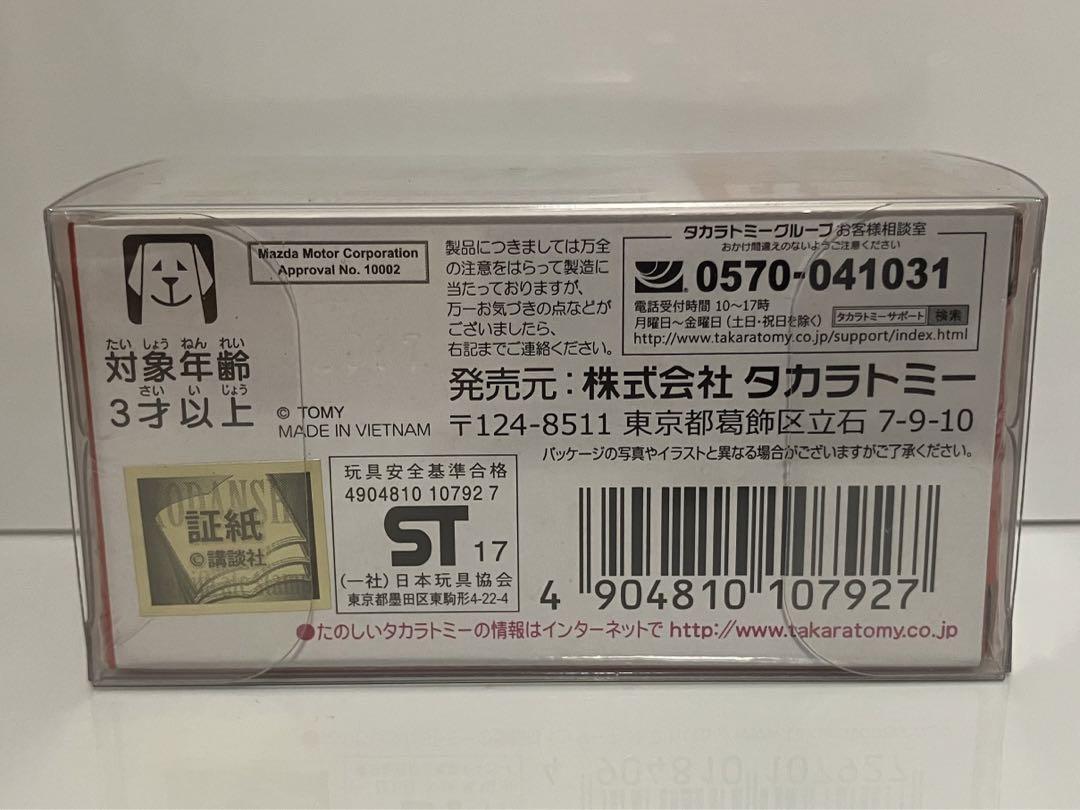 Mazda Motor Corporation
Approval No. 10002
たいしょうねんれい
対象年齢
さいいじょう
3才以上
© TOMY
MADE IN VIETNAM
製品につきましては万全
の注意をはらって製造に
当たっておりますが、
万一お気づきの点などが
ございましたら、
右記までご連絡ください。
タカラトミーグループ お客様相談室
おかけ間違えのないようご注意ください
0570-041031
電話受付時間 10〜17時
月曜日〜金曜日（土日・祝日を除く）
タカラトミーサポート 検索
http://www.takaratomy.co.jp/support/index.html
発売元：株式会社 タカラトミー
〒124-8511 東京都葛飾区立石 7-9-10
パッケージの写真やイラストと異なる場合がございますがご了承ください。
証紙
©講談社
玩具安全基準合格
4904810 10792 7
ST 17
(一社)日本玩具協会
東京都墨田区東駒形4-22-4
4 904810 107927
●たのしいタカラトミーの情報はインターネットで http://www.takaratomy.co.jp